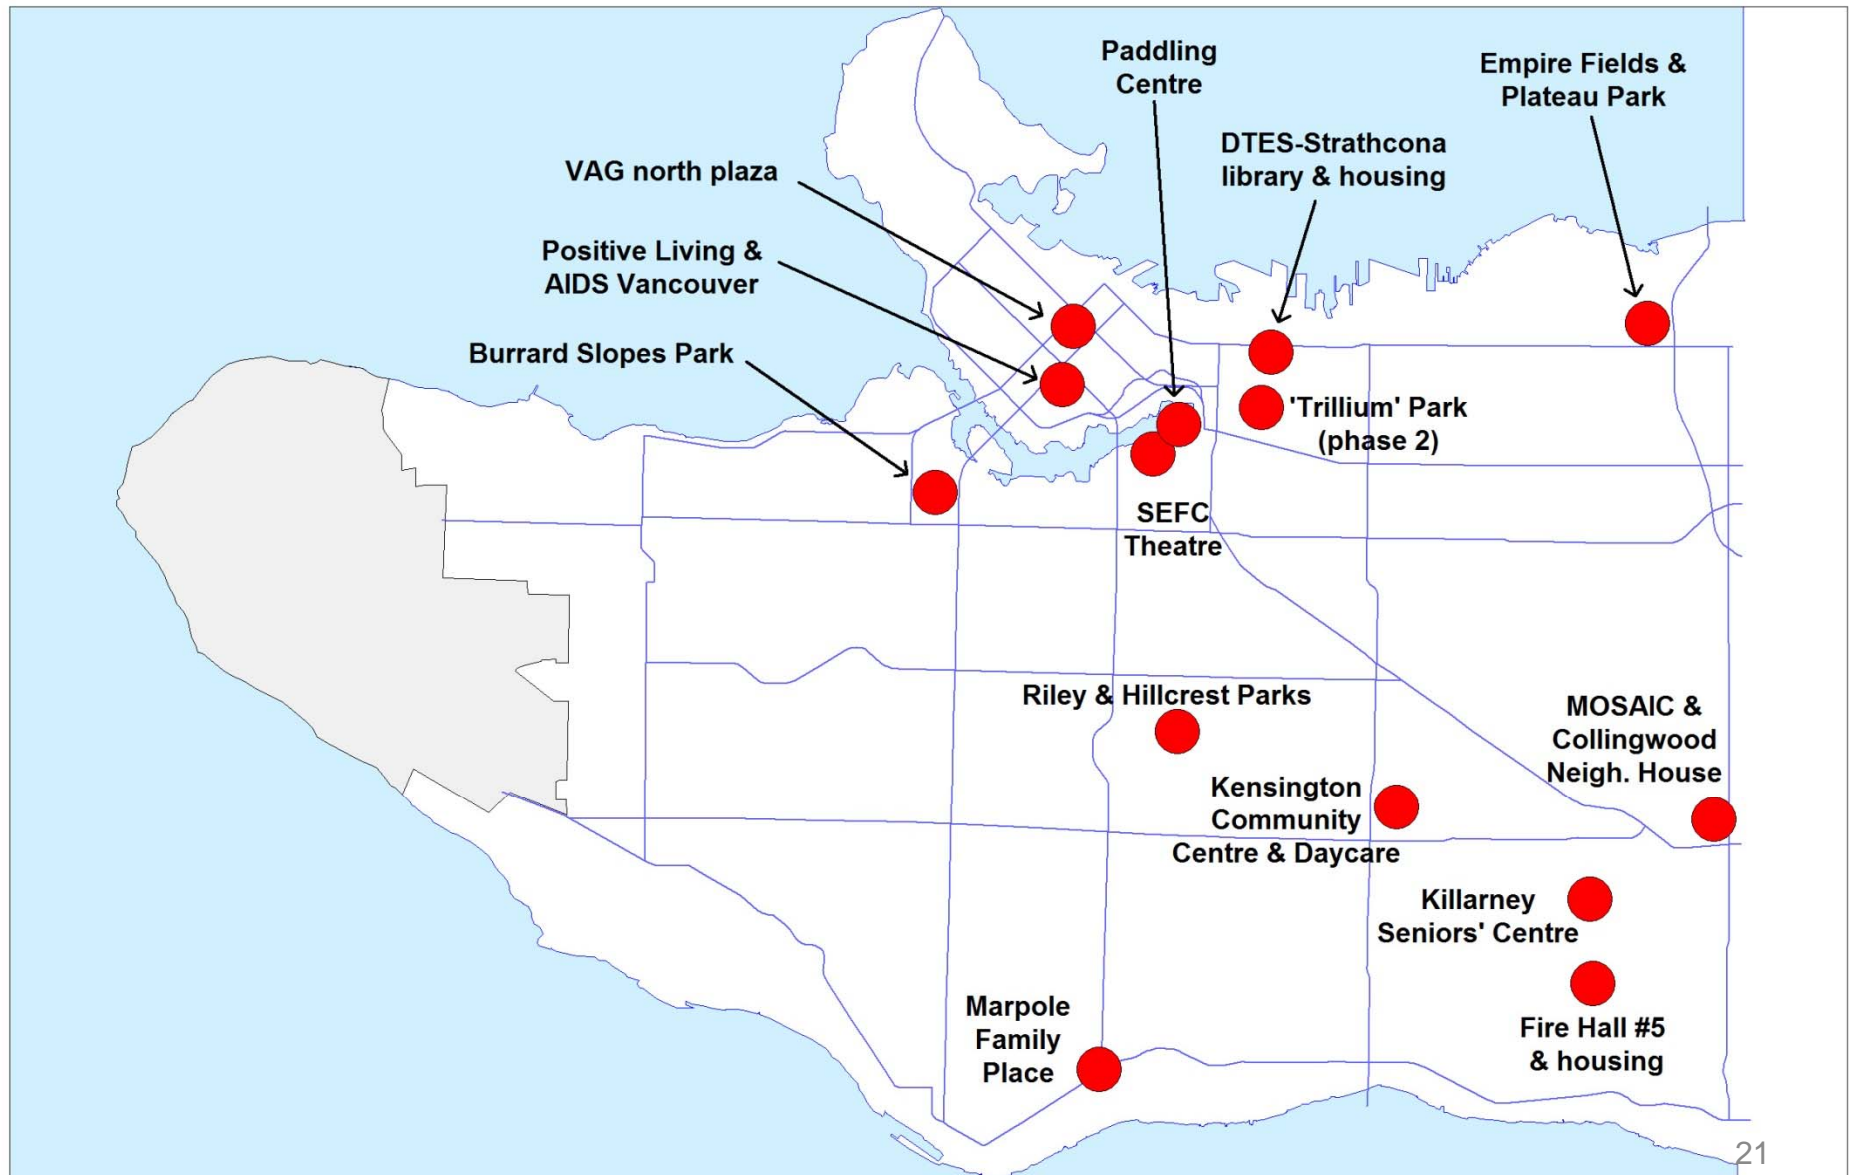 Paddling
Centre
Empire Fields &
Plateau Park
DTES-Strathcona
library & housing
VAG north plaza
Positive Living &
AIDS Vancouver
Burrard Slopes Park
'Trillium' Park
(phase 2)
SEFC
Theatre
Riley & Hillcrest Parks
MOSAIC &
Collingwood
Neigh. House
Kensington
Community
Centre & Daycare
Killarney
Seniors' Centre
Marpole
Family
Place
Fire Hall #5
& housing
21